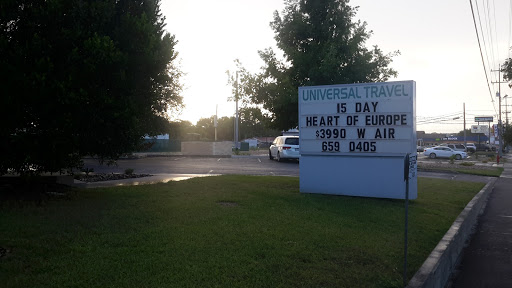 UNIVERSAL TRAVEL
15 DAY
HEART OF EUROPE
$3990 W AIR
659 0405